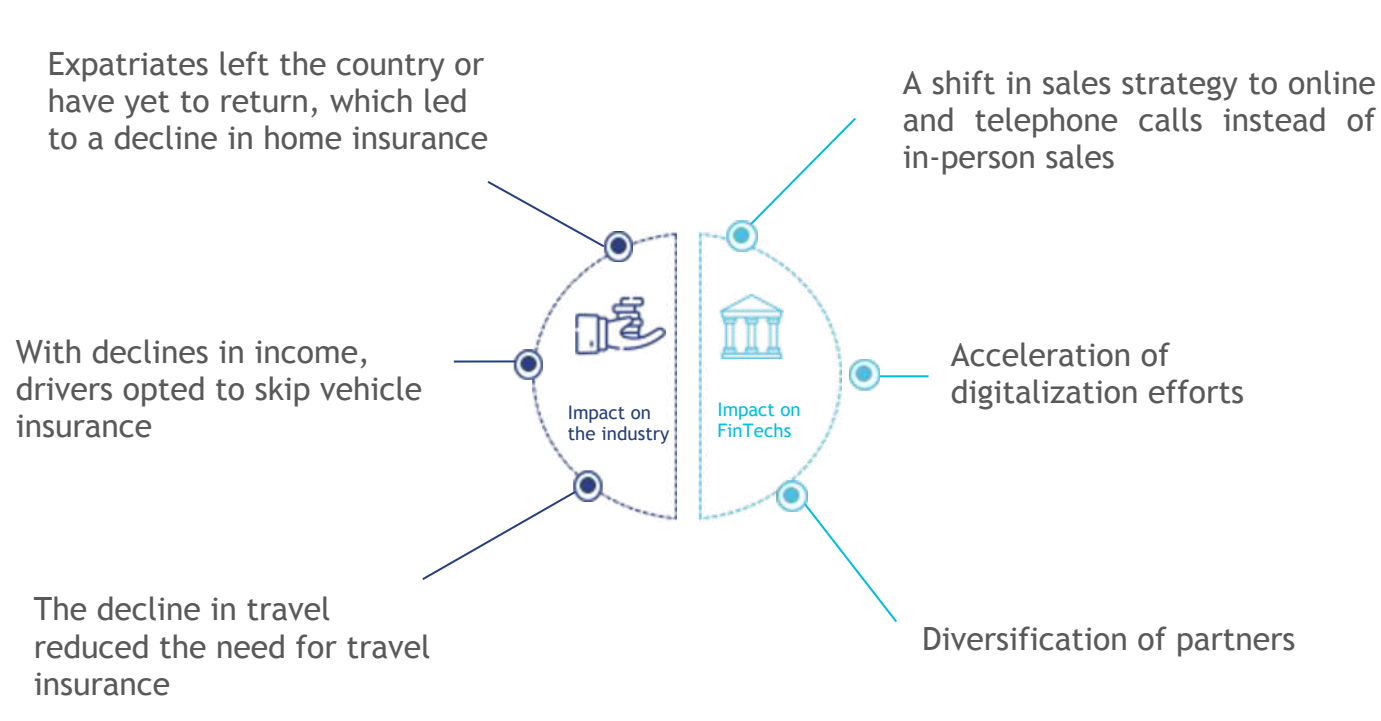 Expatriates left the country or
have yet to return, which led
to a decline in home insurance
With declines in income,
drivers opted to skip vehicle
insurance
The decline in travel
reduced the need for travel
insurance
Impact on
the industry
Impact on
FinTechs
A shift in sales strategy to online
and telephone calls instead of
in-person sales
Acceleration of
digitalization efforts
Diversification of partners